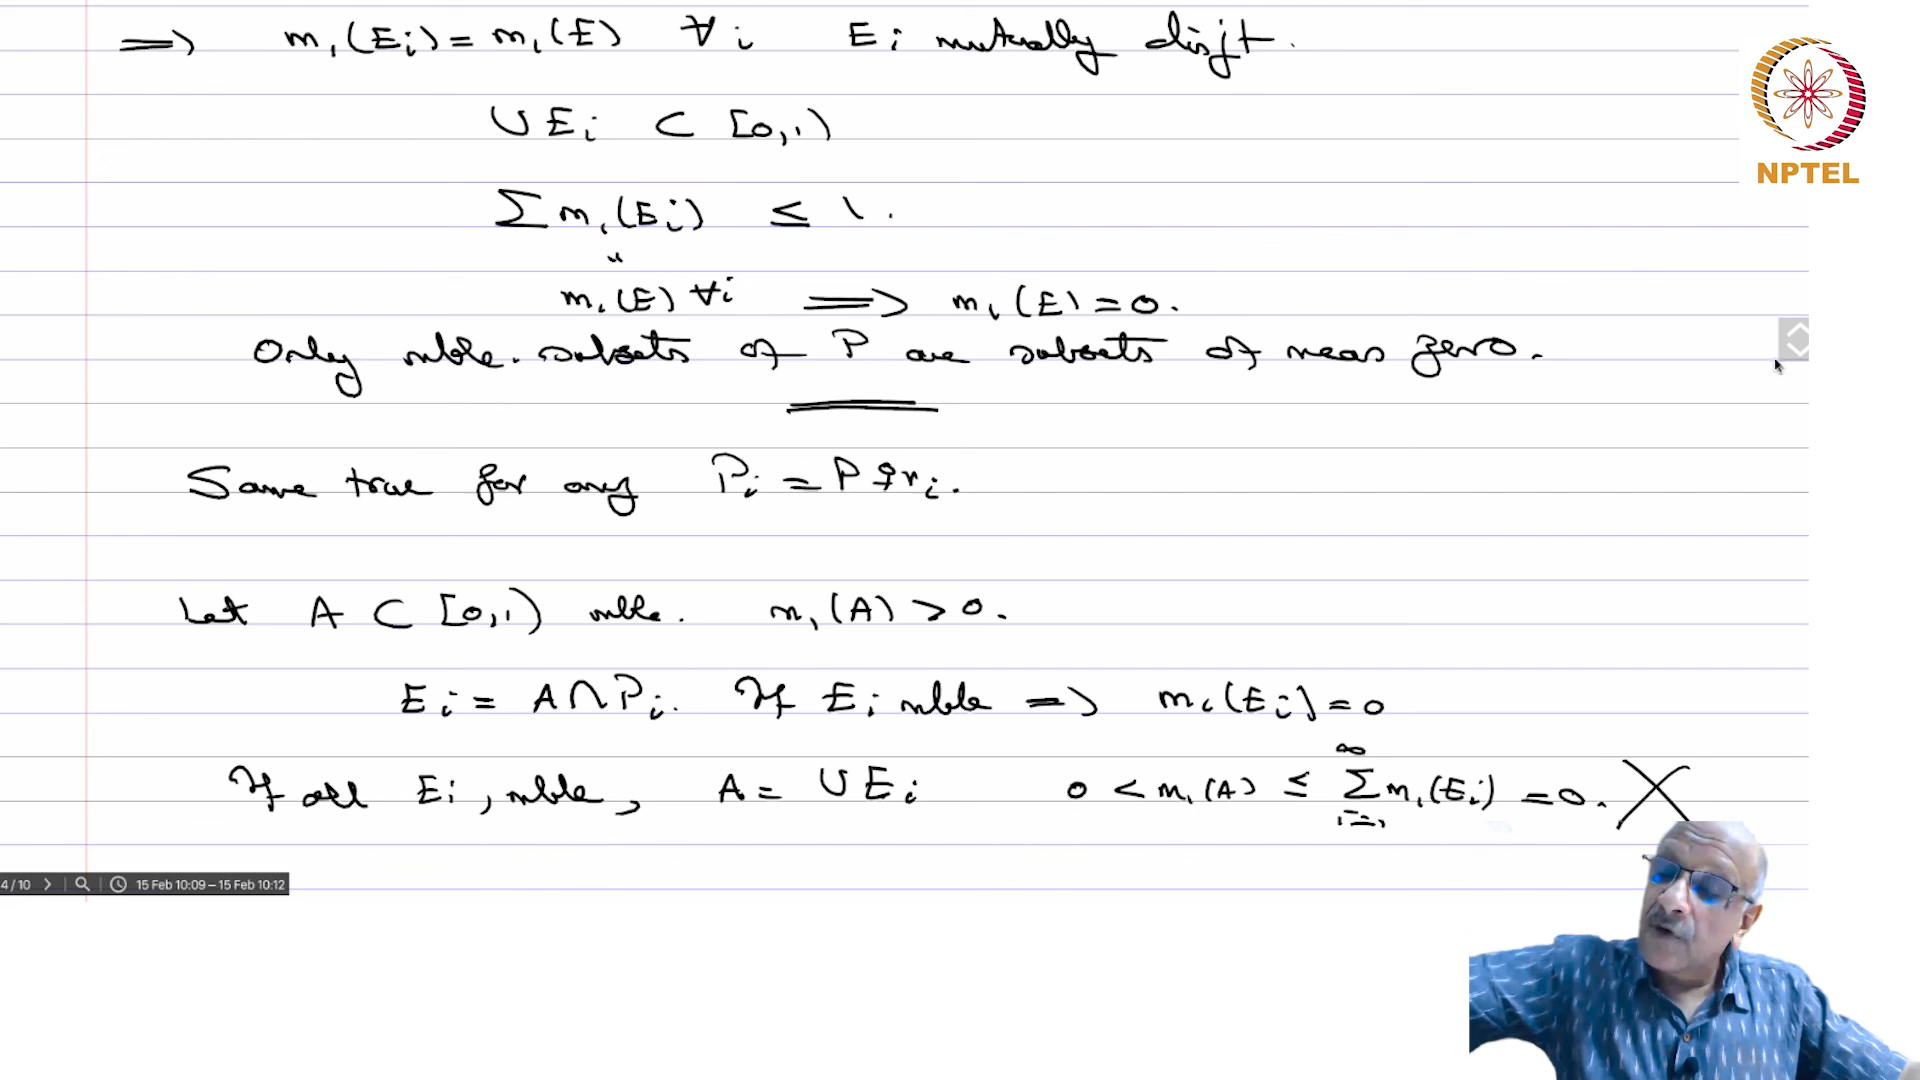 ⟹ m₁(Eᵢ) = m₁(E) ∀ i Eᵢ mutually disjt.
∪ Eᵢ ⊂ [0,1)
NPTEL
Σ m₁(Eᵢ) ≤ 1.
"
m₁(E) ∀i ⟹ m₁(E) = 0.
Only mble. subsets of P are subsets of meas zero.
Same true for any Pᵢ = P ∔ rᵢ.
Let A ⊂ [0,1) mble. m₁(A) > 0.
Eᵢ = A ∩ Pᵢ. If Eᵢ mble ⟹ m₁(Eᵢ) = 0
If all Eᵢ, mble, A = ∪ Eᵢ 0 < m₁(A) ≤ Σ_{i=1}^{∞} m₁(Eᵢ) = 0. X
4/10 > 15 Feb 10:09 – 15 Feb 10:12